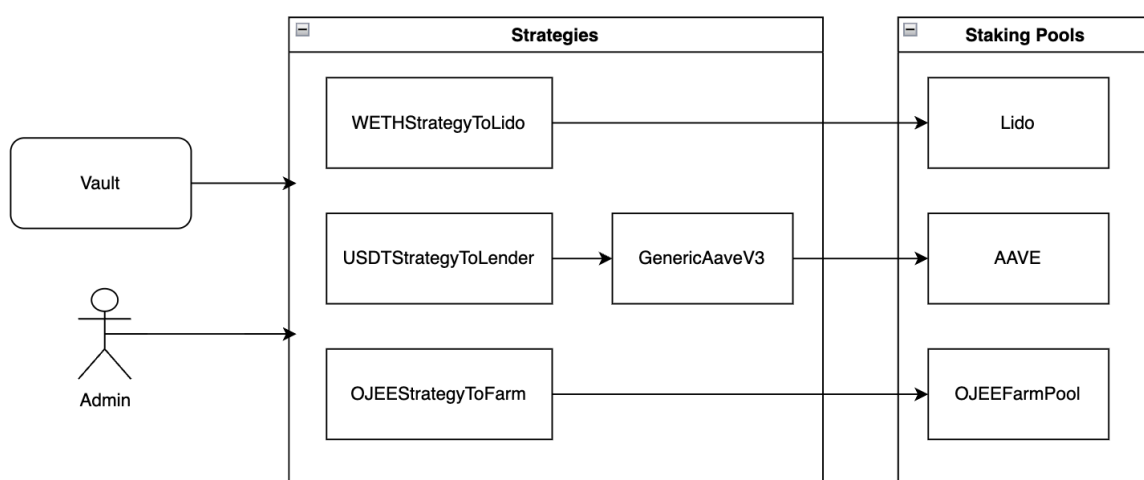 Strategies
Staking Pools
WETHStrategyToLido
Lido
Vault
USDTStrategyToLender
GenericAaveV3
AAVE
Admin
OJEEStrategyToFarm
OJEEFarmPool